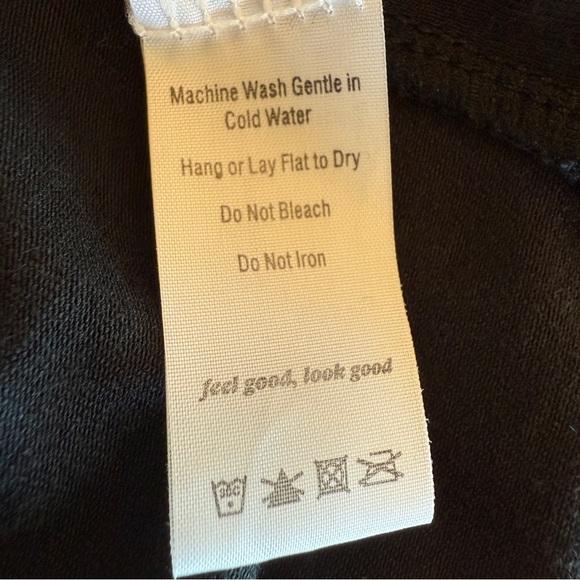 Machine Wash Gentle in
Cold Water
Hang or Lay Flat to Dry
Do Not Bleach
Do Not Iron
feel good, look good
30C